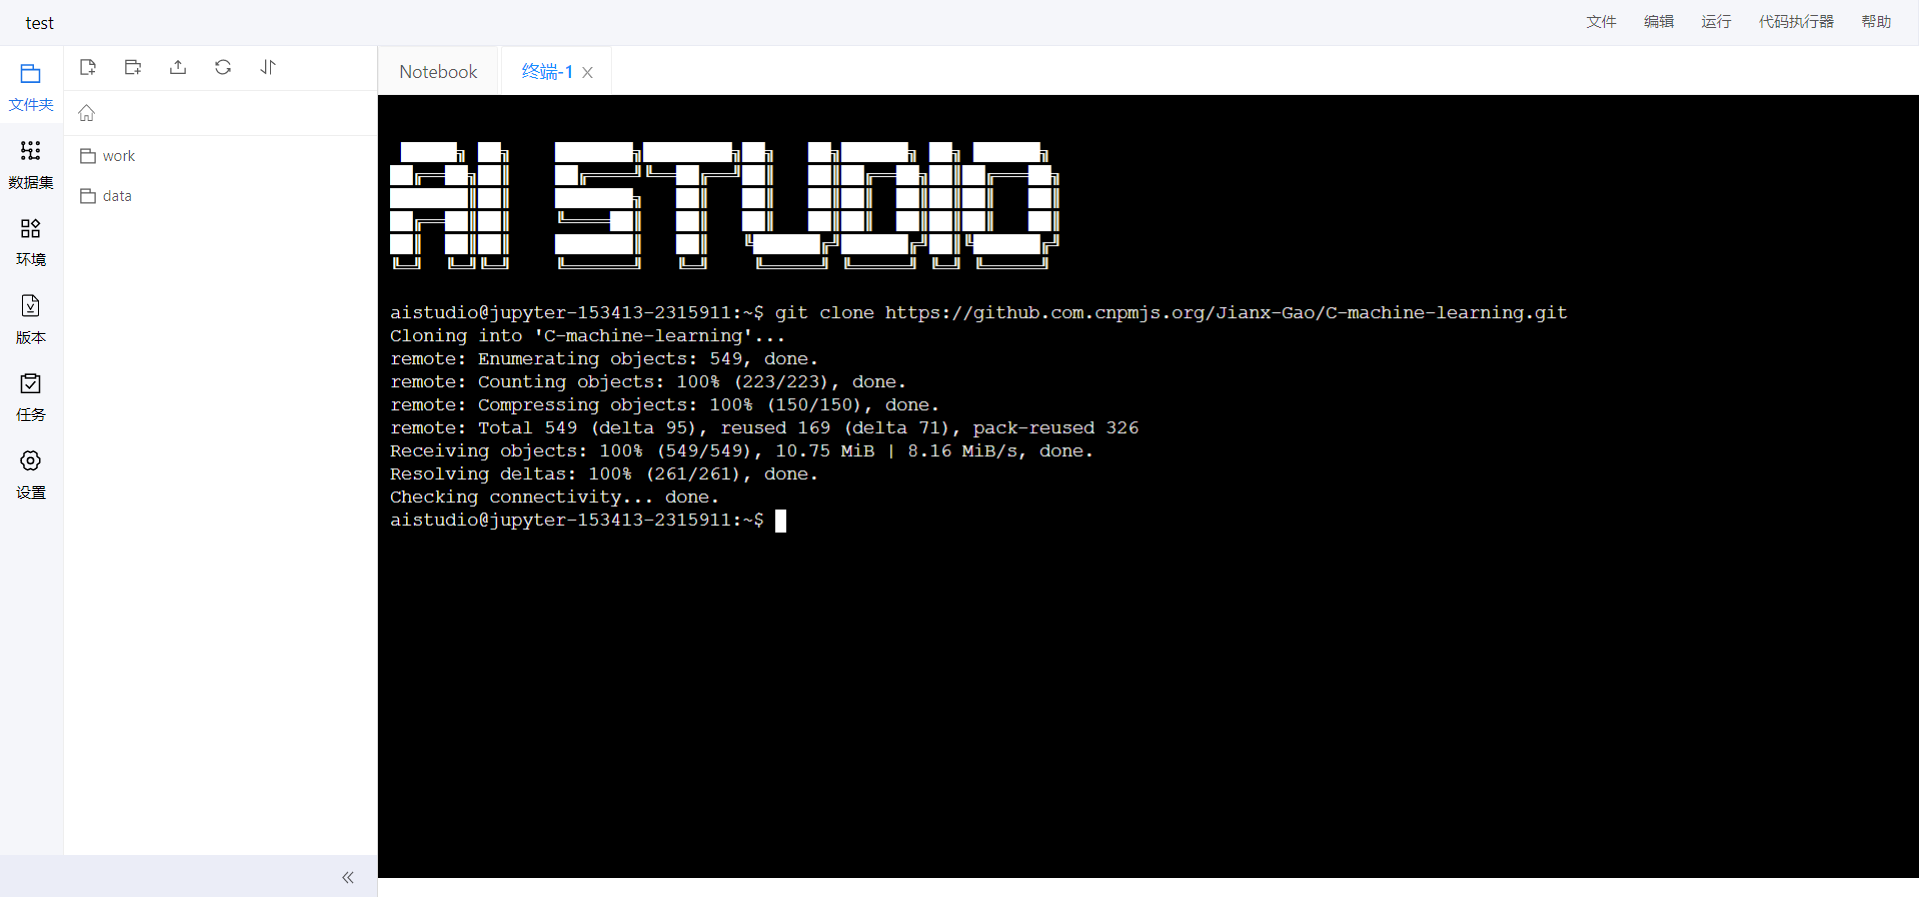 test
文件 编辑 运行 代码执行器 帮助
文件夹
数据集
环境
版本
任务
设置
work
data
Notebook 终端-1
AI STUDIO
aistudio@jupyter-153413-2315911:~$ git clone https://github.com.cnpmjs.org/Jianx-Gao/C-machine-learning.git
Cloning into 'C-machine-learning'...
remote: Enumerating objects: 549, done.
remote: Counting objects: 100% (223/223), done.
remote: Compressing objects: 100% (150/150), done.
remote: Total 549 (delta 95), reused 169 (delta 71), pack-reused 326
Receiving objects: 100% (549/549), 10.75 MiB | 8.16 MiB/s, done.
Resolving deltas: 100% (261/261), done.
Checking connectivity... done.
aistudio@jupyter-153413-2315911:~$